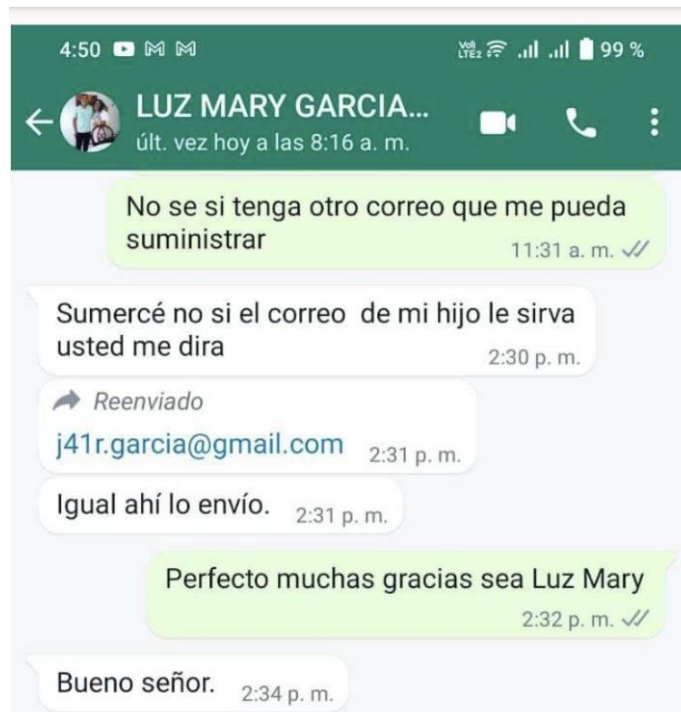 4:50 99 %
LUZ MARY GARCIA...
últ. vez hoy a las 8:16 a. m.
No se si tenga otro correo que me pueda
suministrar
11:31 a. m.
Sumercé no si el correo de mi hijo le sirva
usted me dira
2:30 p. m.
Reenviado
j41r.garcia@gmail.com 2:31 p. m.
Igual ahí lo envío. 2:31 p. m.
Perfecto muchas gracias sea Luz Mary
2:32 p. m.
Bueno señor. 2:34 p. m.